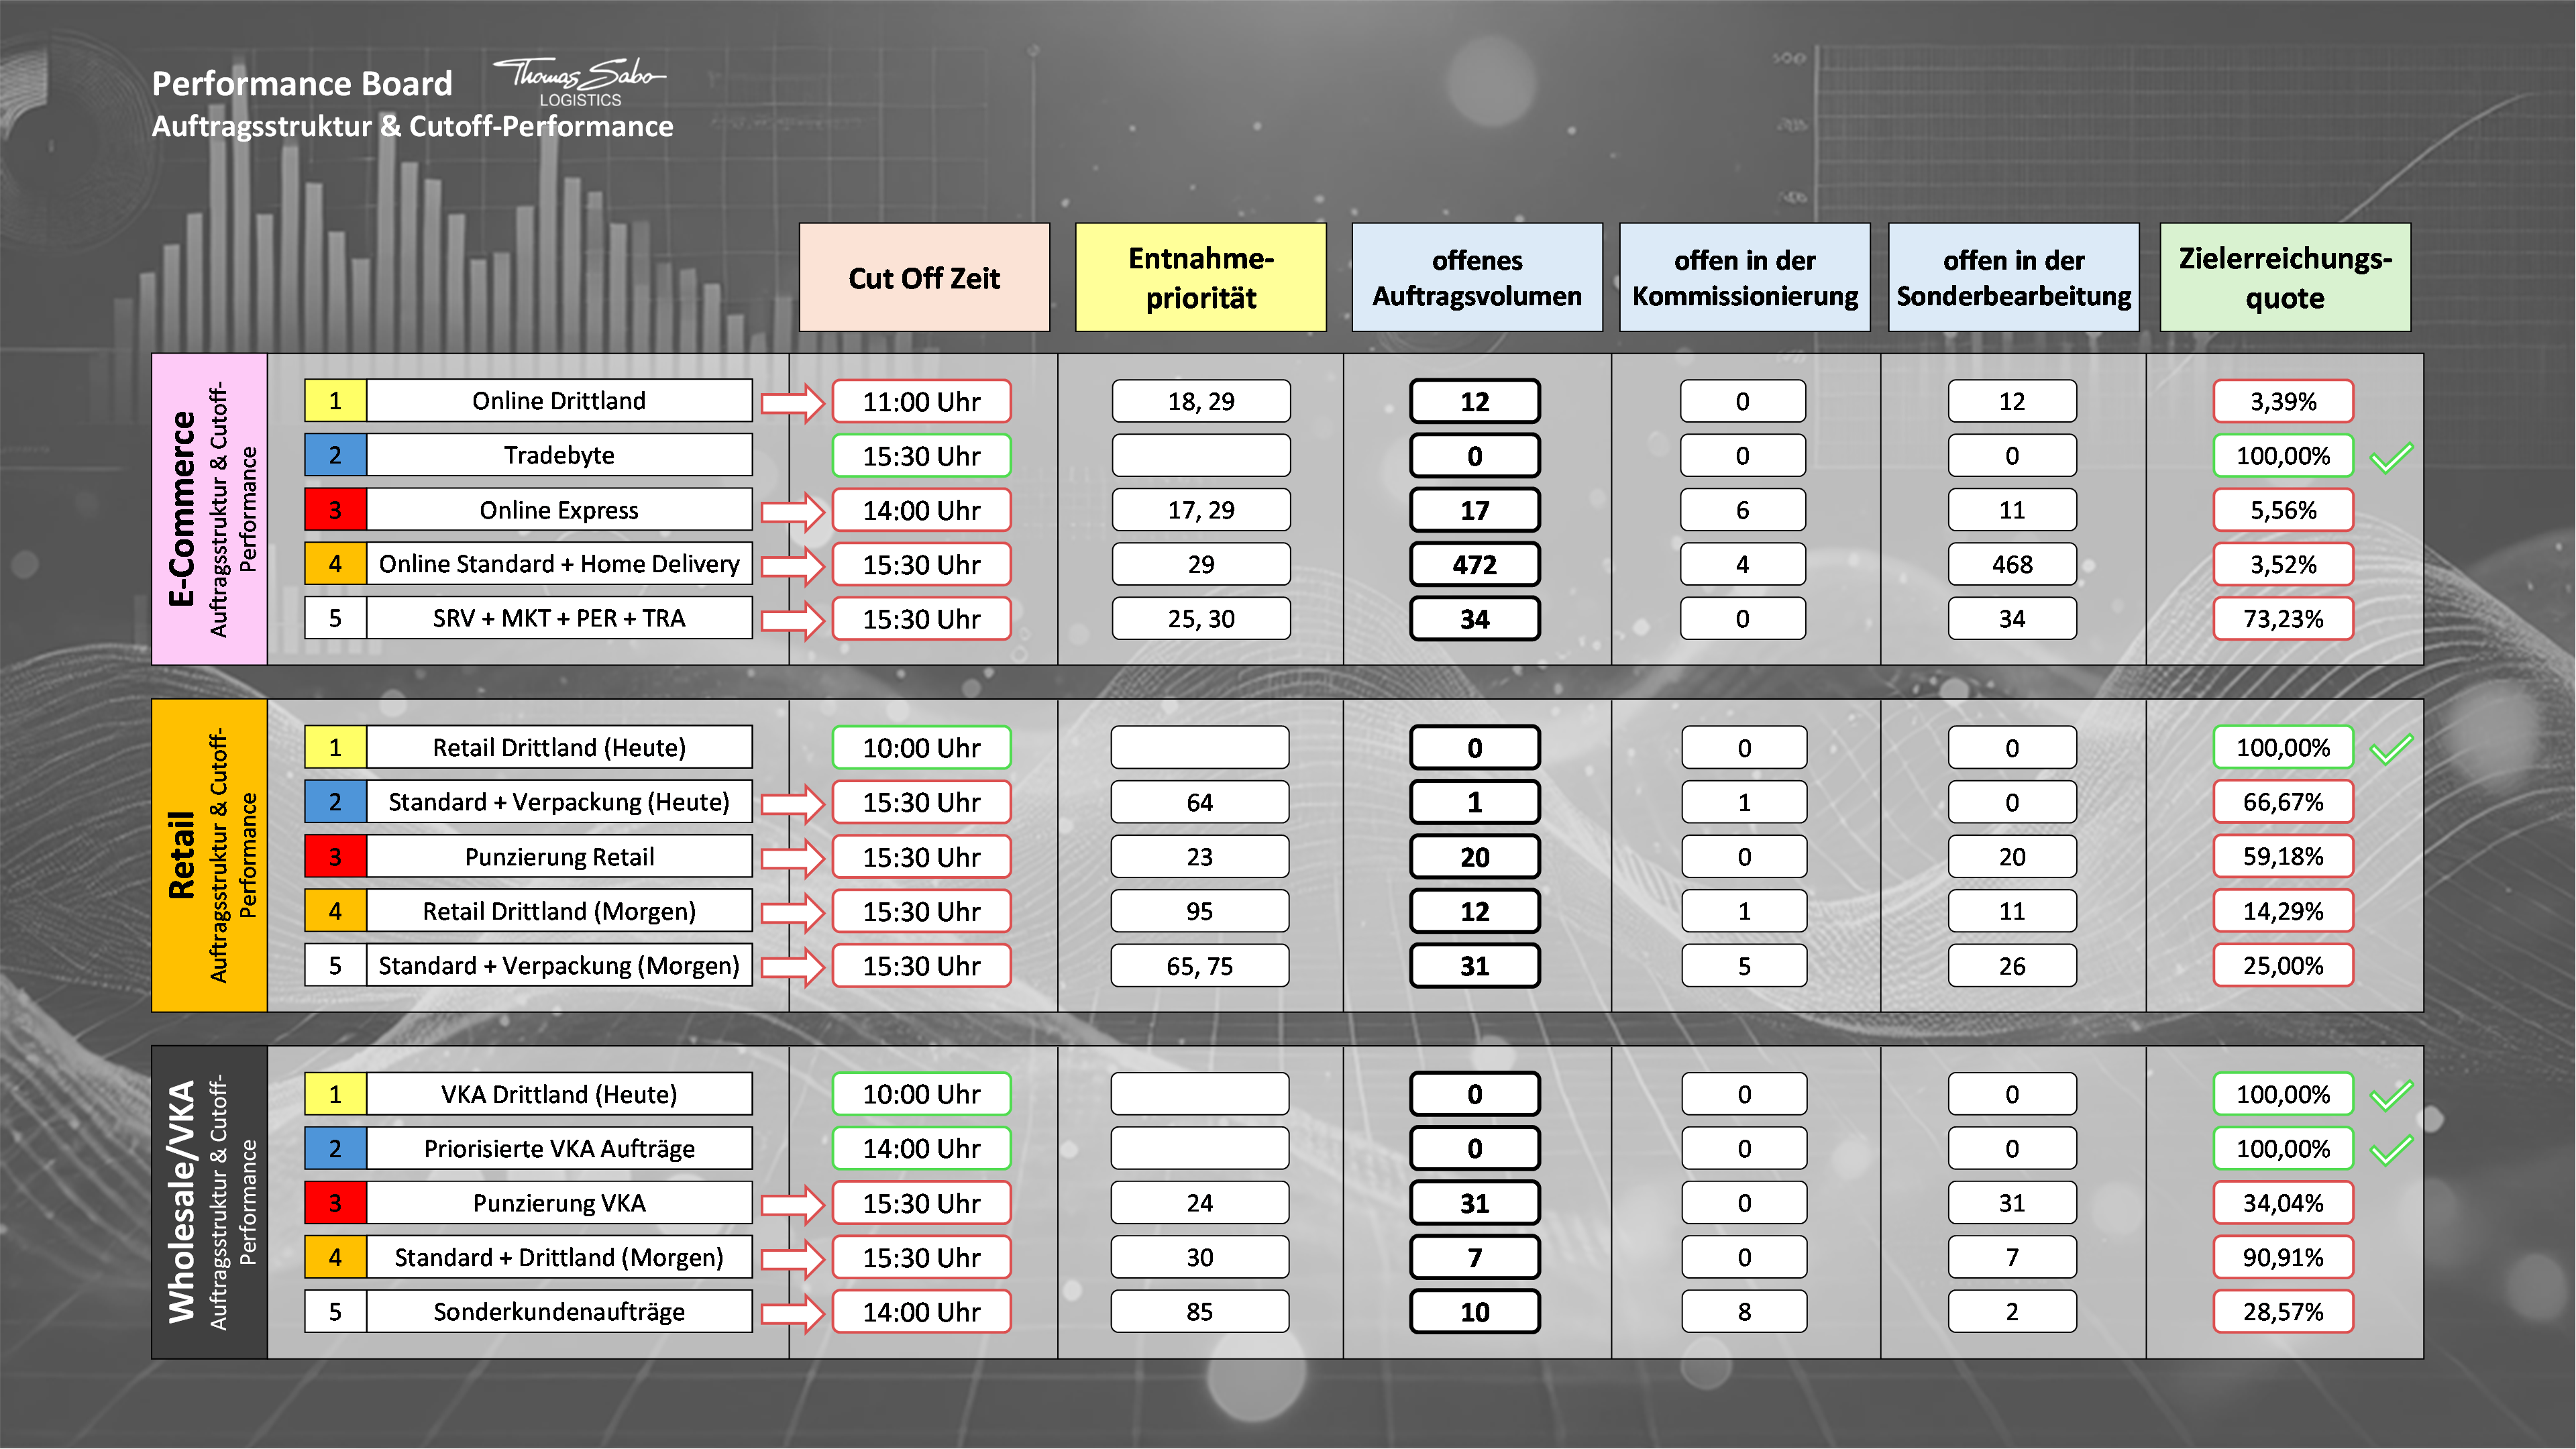 Performance Board
Thomas Sabo
LOGISTICS
Auftragsstruktur & Cutoff-Performance
Cut Off Zeit
Entnahme-
priorität
offenes
Auftragsvolumen
offen in der
Kommissionierung
offen in der
Sonderbearbeitung
Zielerreichungs-
quote
E-Commerce
Auftragsstruktur & Cutoff-
Performance
1 Online Drittland 11:00 Uhr 18, 29 12 0 12 3,39%
2 Tradebyte 15:30 Uhr 0 0 0 100,00%
3 Online Express 14:00 Uhr 17, 29 17 6 11 5,56%
4 Online Standard + Home Delivery 15:30 Uhr 29 472 4 468 3,52%
5 SRV + MKT + PER + TRA 15:30 Uhr 25, 30 34 0 34 73,23%
Retail
Auftragsstruktur & Cutoff-
Performance
1 Retail Drittland (Heute) 10:00 Uhr 0 0 0 100,00%
2 Standard + Verpackung (Heute) 15:30 Uhr 64 1 1 0 66,67%
3 Punzierung Retail 15:30 Uhr 23 20 0 20 59,18%
4 Retail Drittland (Morgen) 15:30 Uhr 95 12 1 11 14,29%
5 Standard + Verpackung (Morgen) 15:30 Uhr 65, 75 31 5 26 25,00%
Wholesale/VKA
Auftragsstruktur & Cutoff-
Performance
1 VKA Drittland (Heute) 10:00 Uhr 0 0 0 100,00%
2 Priorisierte VKA Aufträge 14:00 Uhr 0 0 0 100,00%
3 Punzierung VKA 15:30 Uhr 24 31 0 31 34,04%
4 Standard + Drittland (Morgen) 15:30 Uhr 30 7 0 7 90,91%
5 Sonderkundenaufträge 14:00 Uhr 85 10 8 2 28,57%